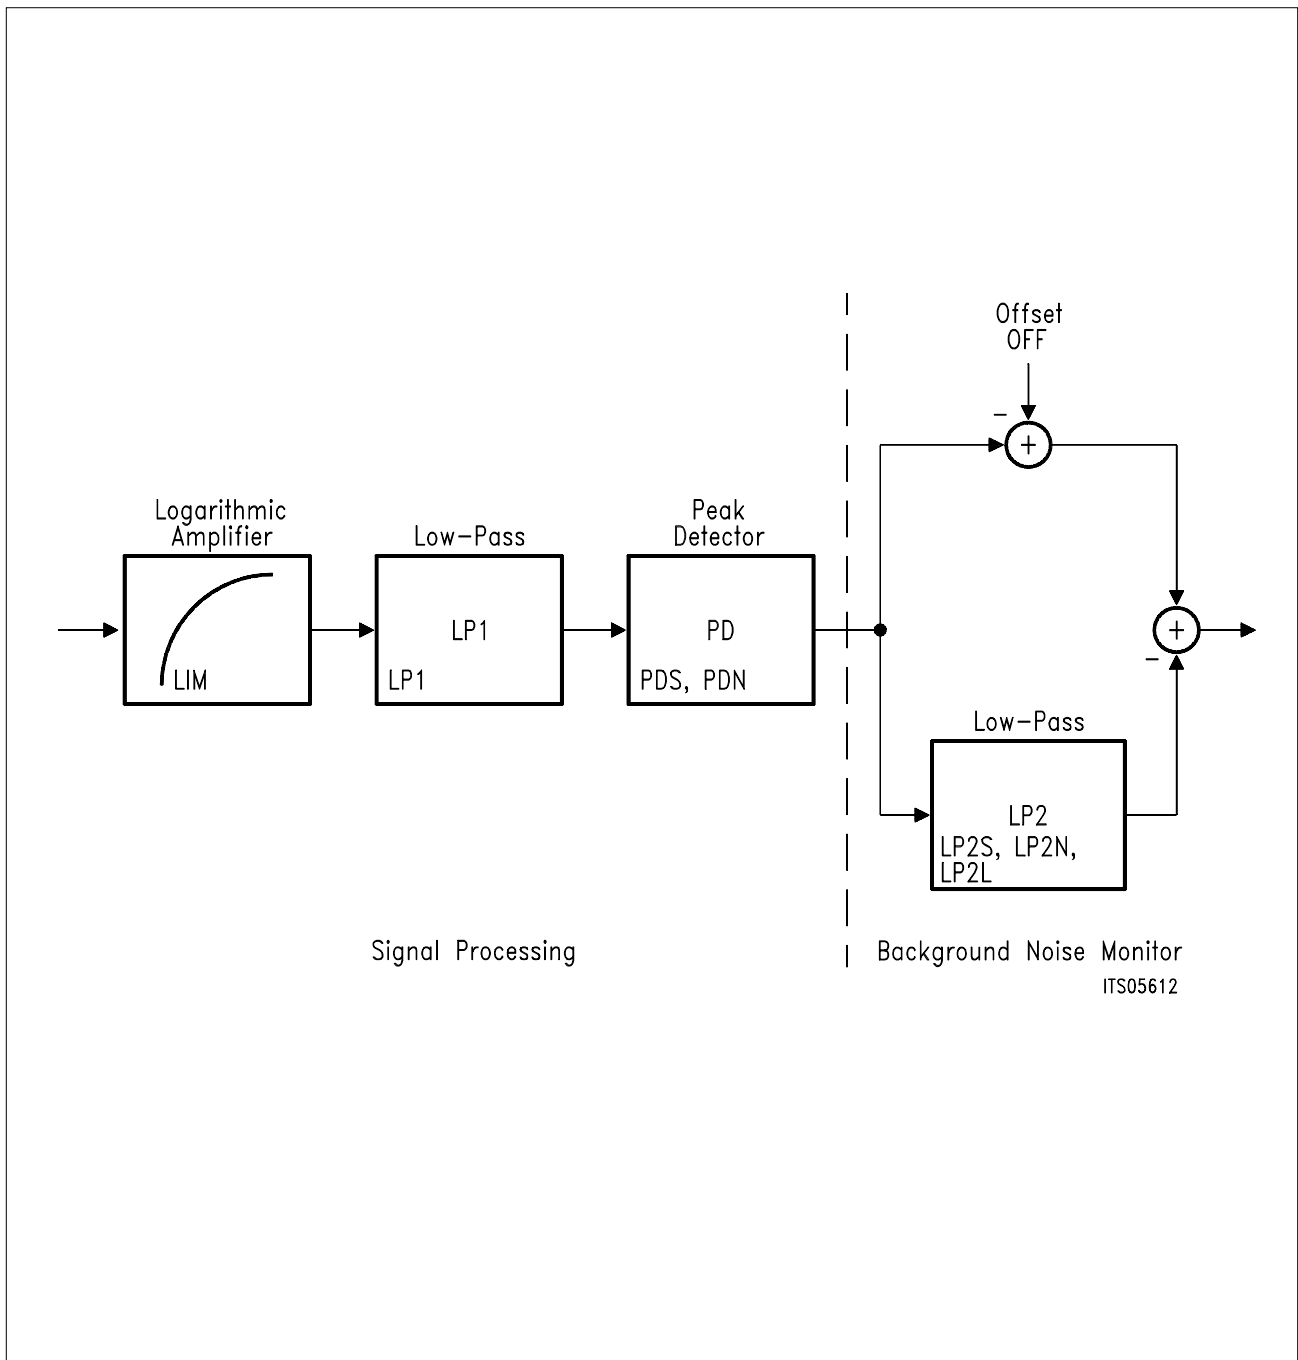 Offset
OFF
–
+
Logarithmic
Amplifier
LIM
Low-Pass
LP1
LP1
Peak
Detector
PD
PDS, PDN
+
–
Low-Pass
LP2
LP2S, LP2N,
LP2L
Signal Processing
Background Noise Monitor
ITS05612